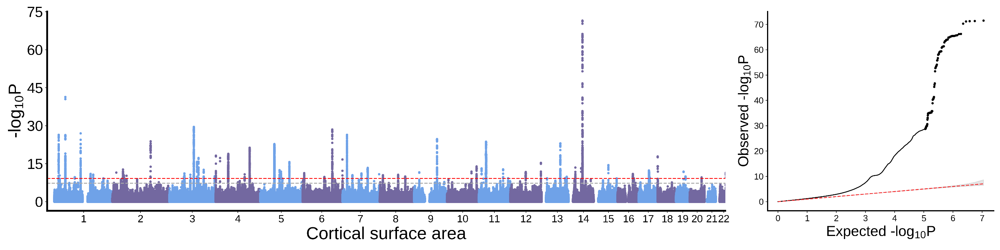 75
60
45
30
15
0
-log10P
1 2 3 4 5 6 7 8 9 10 11 12 13 14 15 16 17 18 19 20 21 22
Cortical surface area
70
60
50
40
30
20
10
0
Observed -log10P
0 1 2 3 4 5 6 7
Expected -log10P